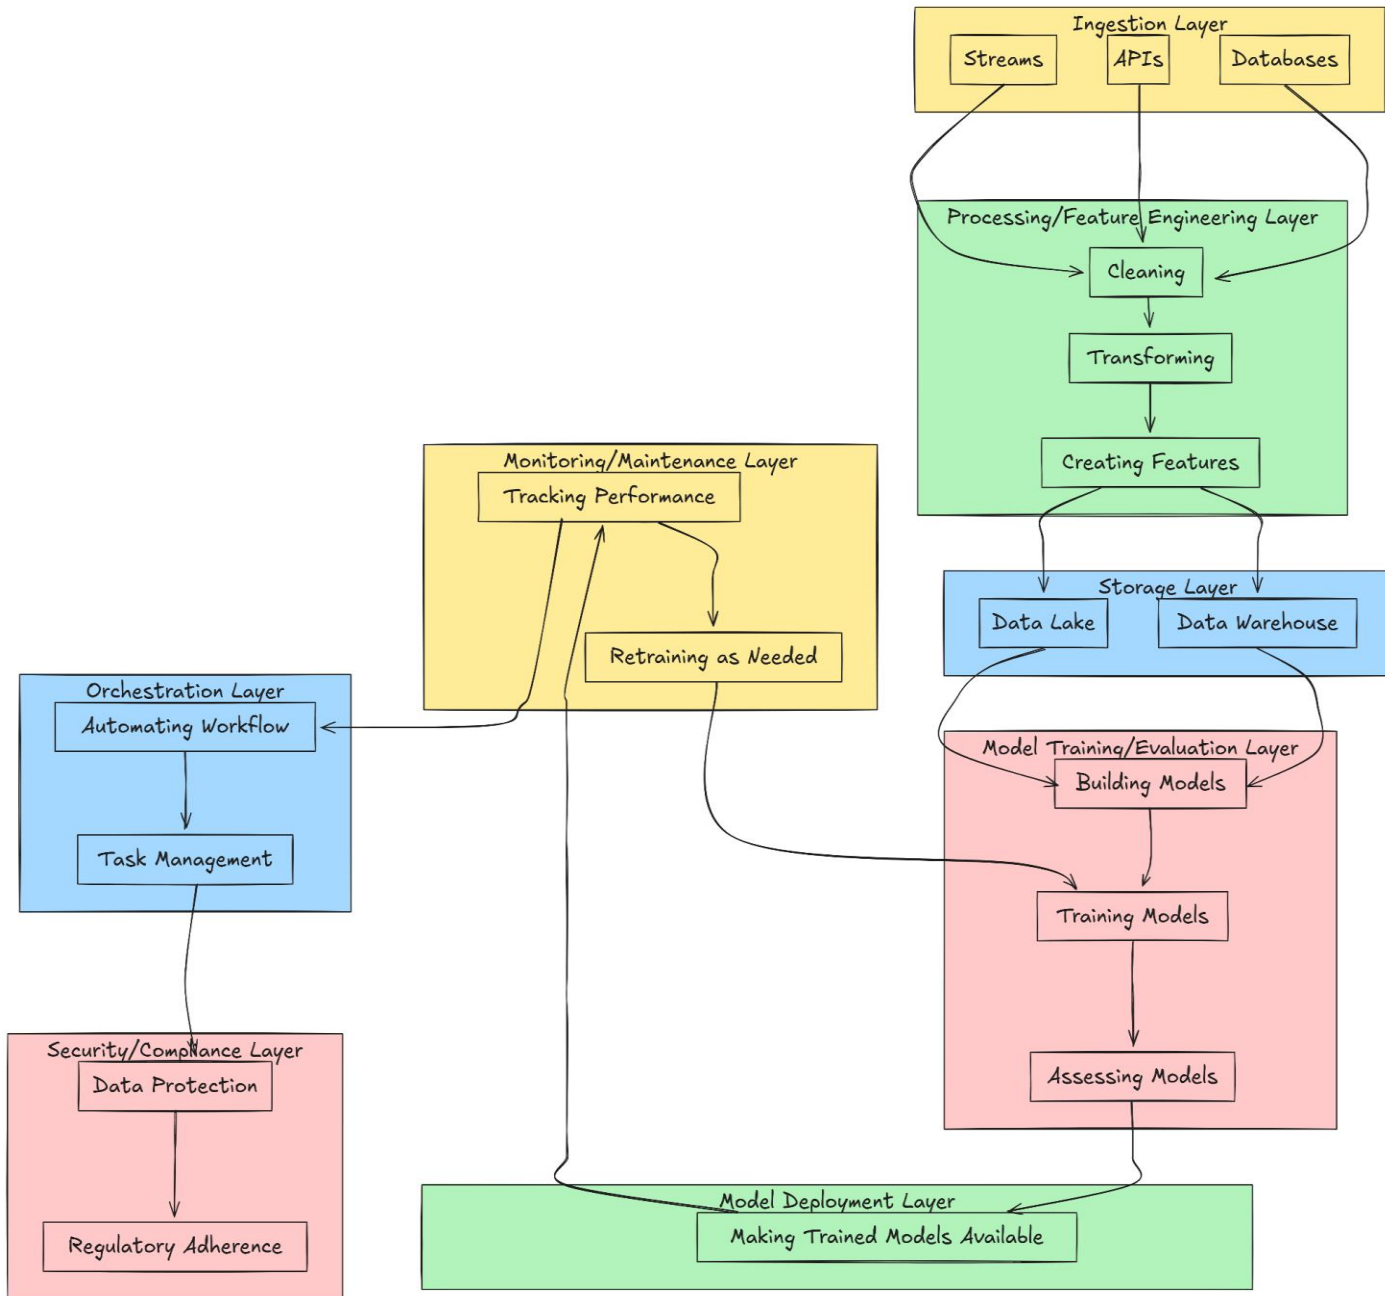 Ingestion Layer
Streams
APIs
Databases
Processing/Feature Engineering Layer
Cleaning
Transforming
Creating Features
Monitoring/Maintenance Layer
Tracking Performance
Retraining as Needed
Storage Layer
Data Lake
Data Warehouse
Orchestration Layer
Automating Workflow
Task Management
Model Training/Evaluation Layer
Building Models
Training Models
Assessing Models
Security/Compliance Layer
Data Protection
Regulatory Adherence
Model Deployment Layer
Making Trained Models Available